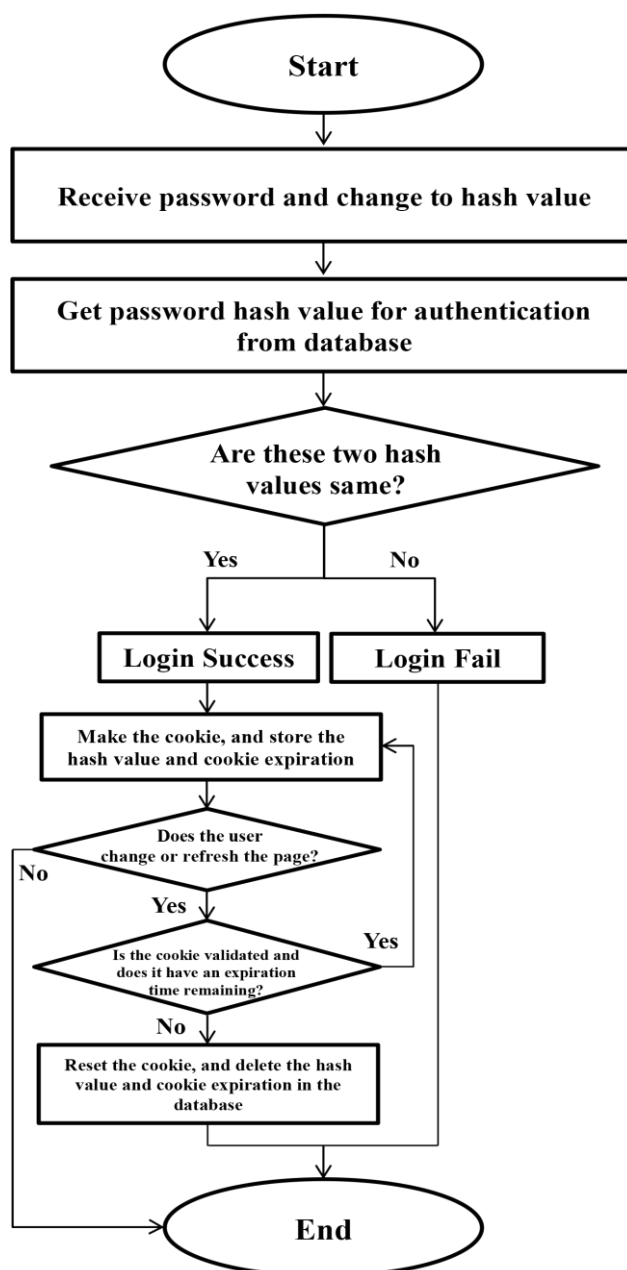 Start
Receive password and change to hash value
Get password hash value for authentication
from database
Are these two hash
values same?
Yes
No
Login Success
Login Fail
Make the cookie, and store the
hash value and cookie expiration
Does the user
change or refresh the page?
No
Yes
Yes
Is the cookie validated and
does it have an expiration
time remaining?
No
Reset the cookie, and delete the hash
value and cookie expiration in the
database
End